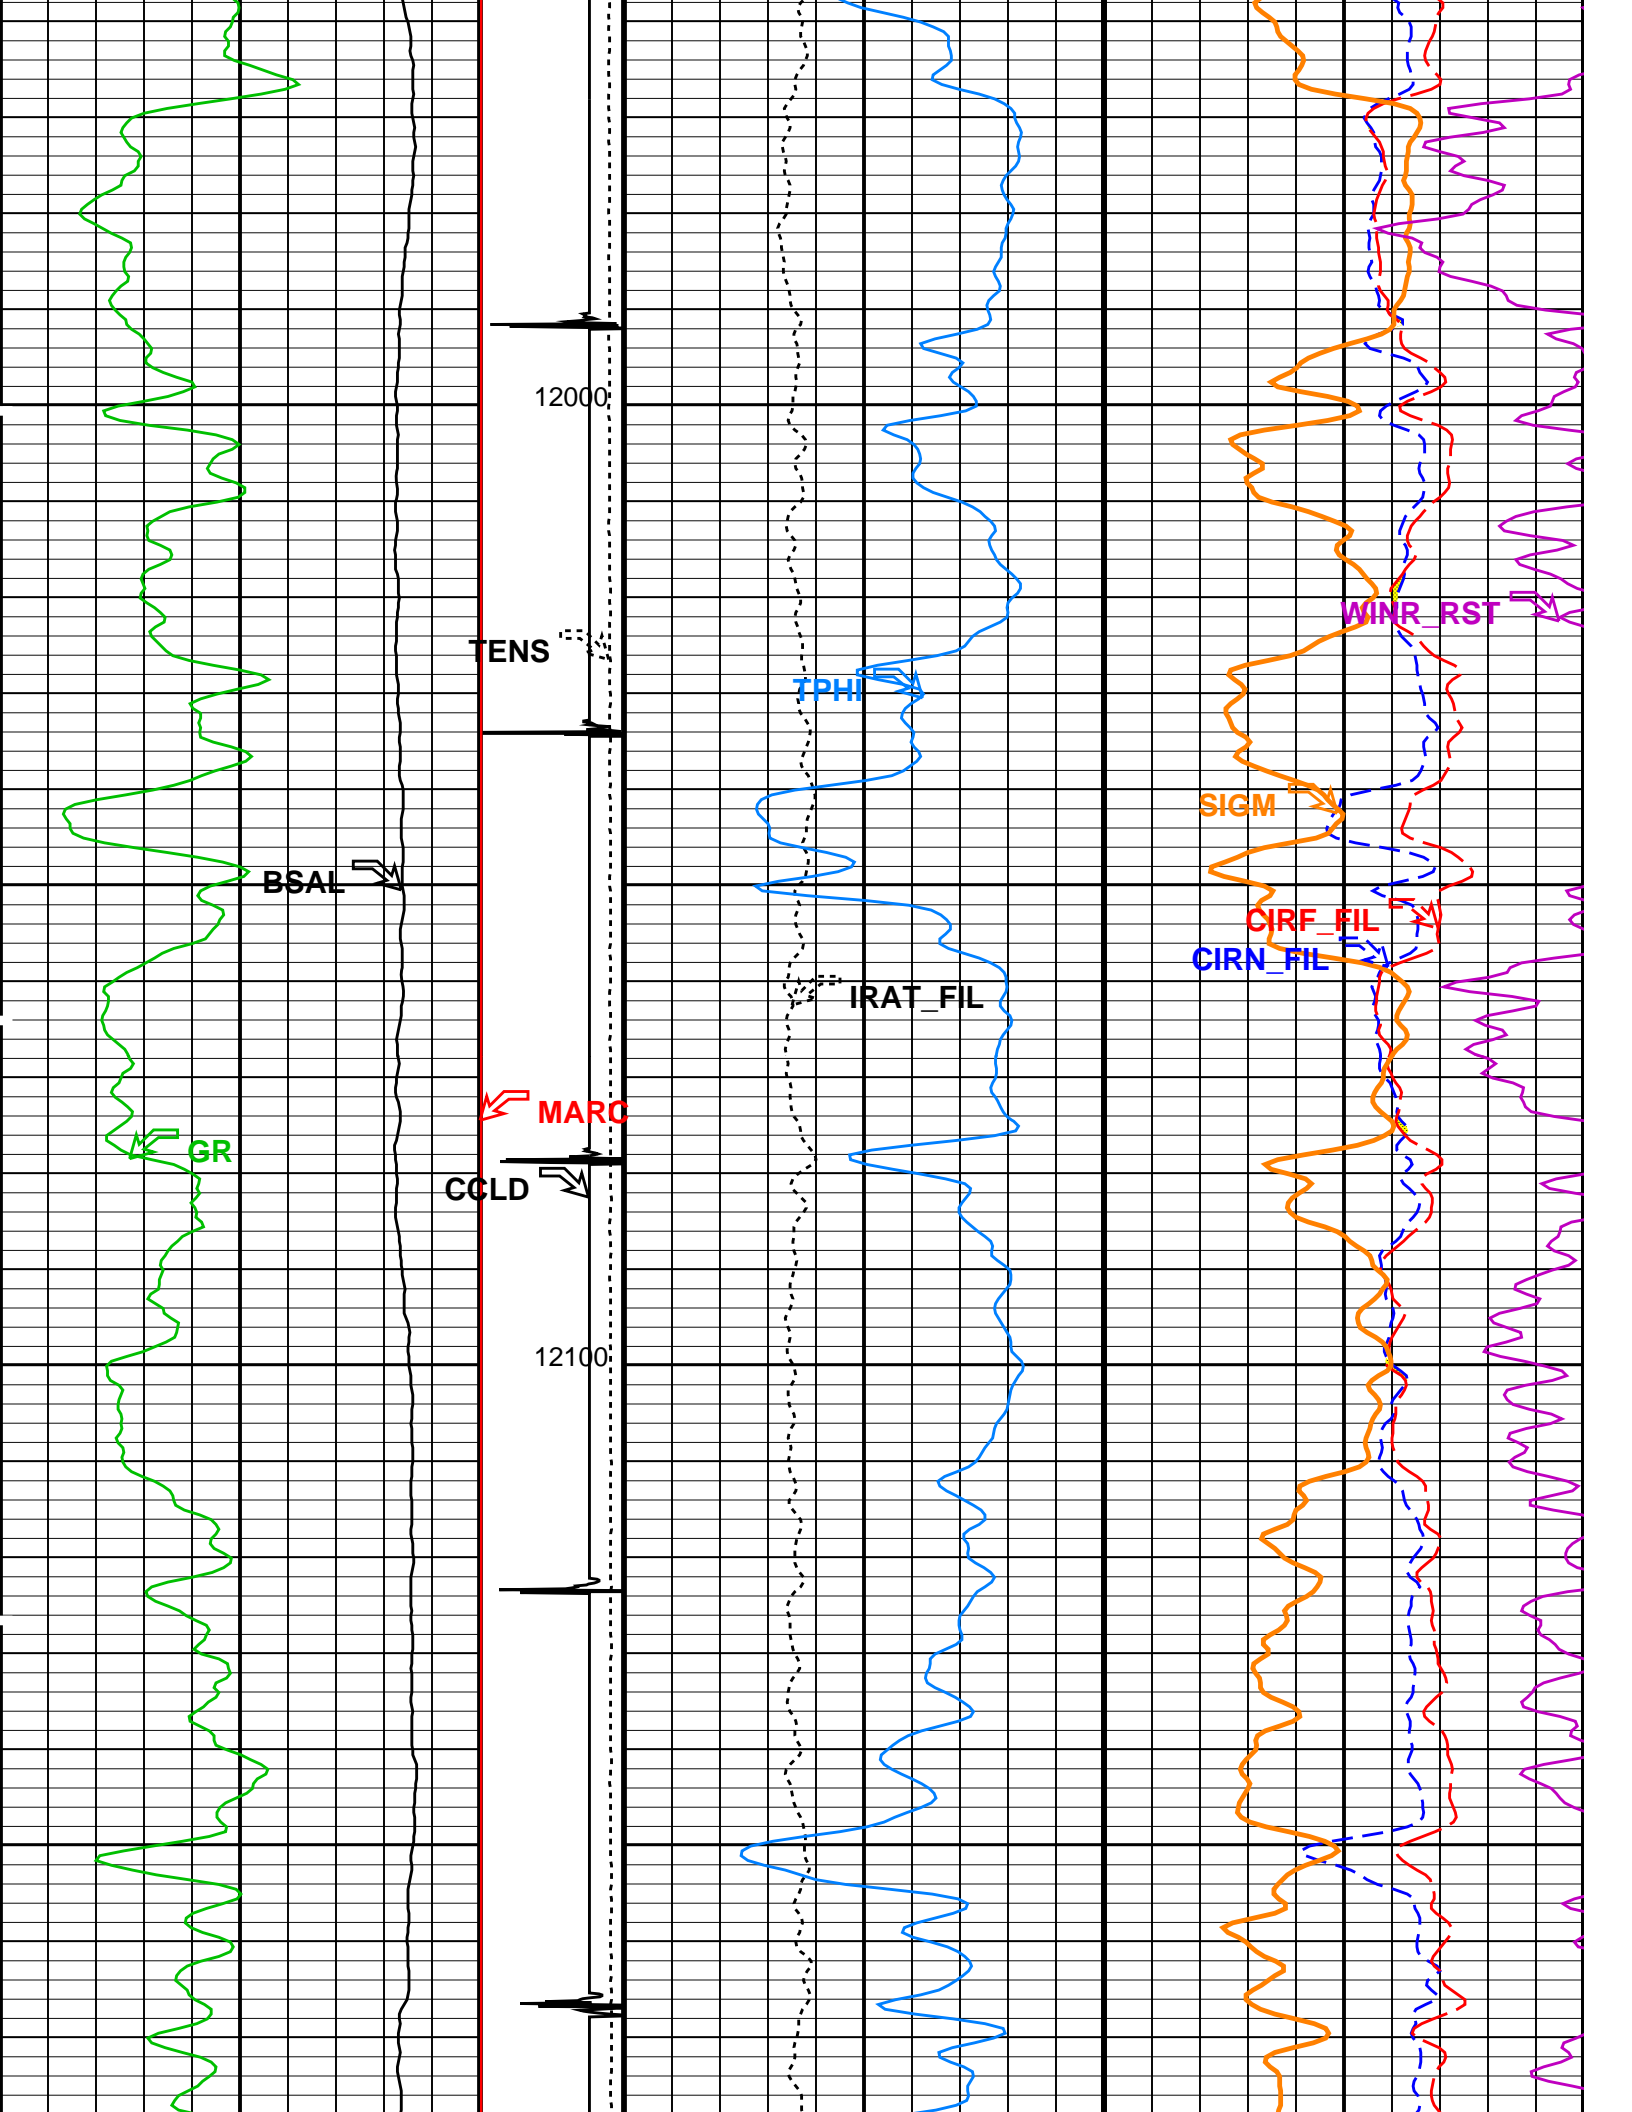 12000
WINR_RST
TENS
TPHI
SIGM
BSAL
CIRF_FIL
CIRN_FIL
IRAT_FIL
MARC
GR
CCLD
12100